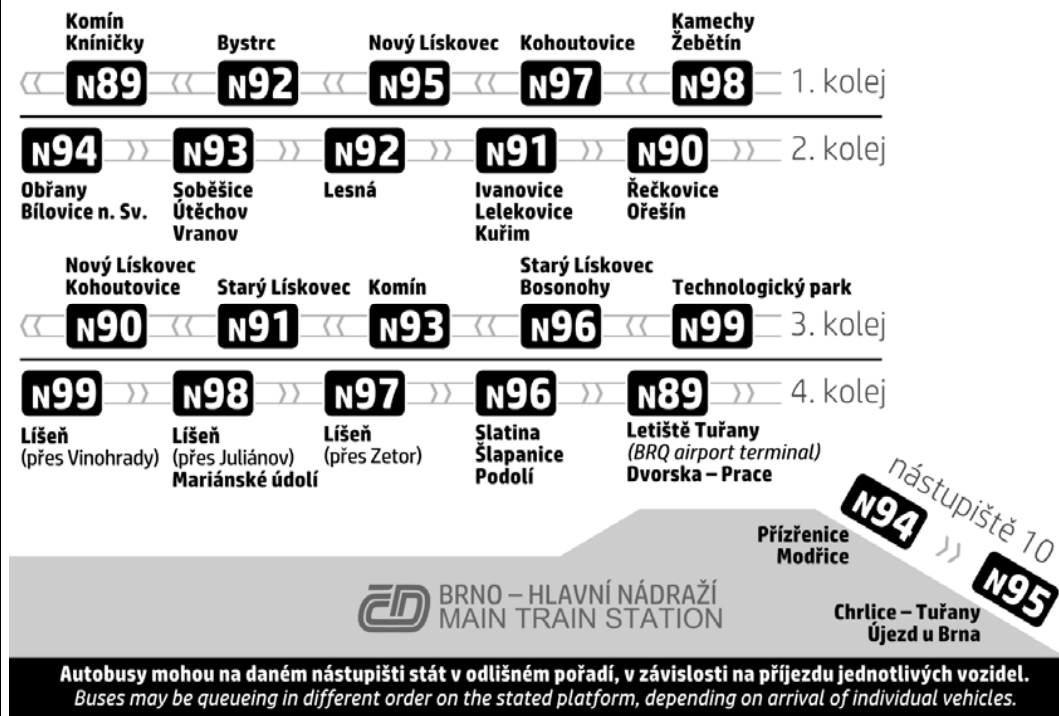 Komín
Kníničky
Bystrc
Nový Lískovec
Kohoutovice
Kamechy
Žebětín
N89 N92 N95 N97 N98 1. kolej
N94 N93 N92 N91 N90 2. kolej
Obřany
Bílovice n. Sv.
Soběšice
Útěchov
Vranov
Lesná
Ivanovice
Lelekovice
Kuřim
Řečkovice
Ořešín
Nový Lískovec
Kohoutovice
Starý Lískovec
Komín
Starý Lískovec
Bosonohy
Technologický park
N90 N91 N93 N96 N99 3. kolej
N99 N98 N97 N96 N89 4. kolej
Líšeň
(přes Vinohrady)
Líšeň
(přes Juliánov)
Mariánské údolí
Líšeň
(přes Zetor)
Slatina
Šlapanice
Podolí
Letiště Tuřany
(BRQ airport terminal)
Dvorska – Prace
nástupiště 10
N94 N95
Přízřenice
Modřice
Chrlice – Tuřany
Újezd u Brna
ČD
BRNO – HLAVNÍ NÁDRAŽÍ
MAIN TRAIN STATION
Autobusy mohou na daném nástupišti stát v odlišném pořadí, v závislosti na příjezdu jednotlivých vozidel.
Buses may be queueing in different order on the stated platform, depending on arrival of individual vehicles.